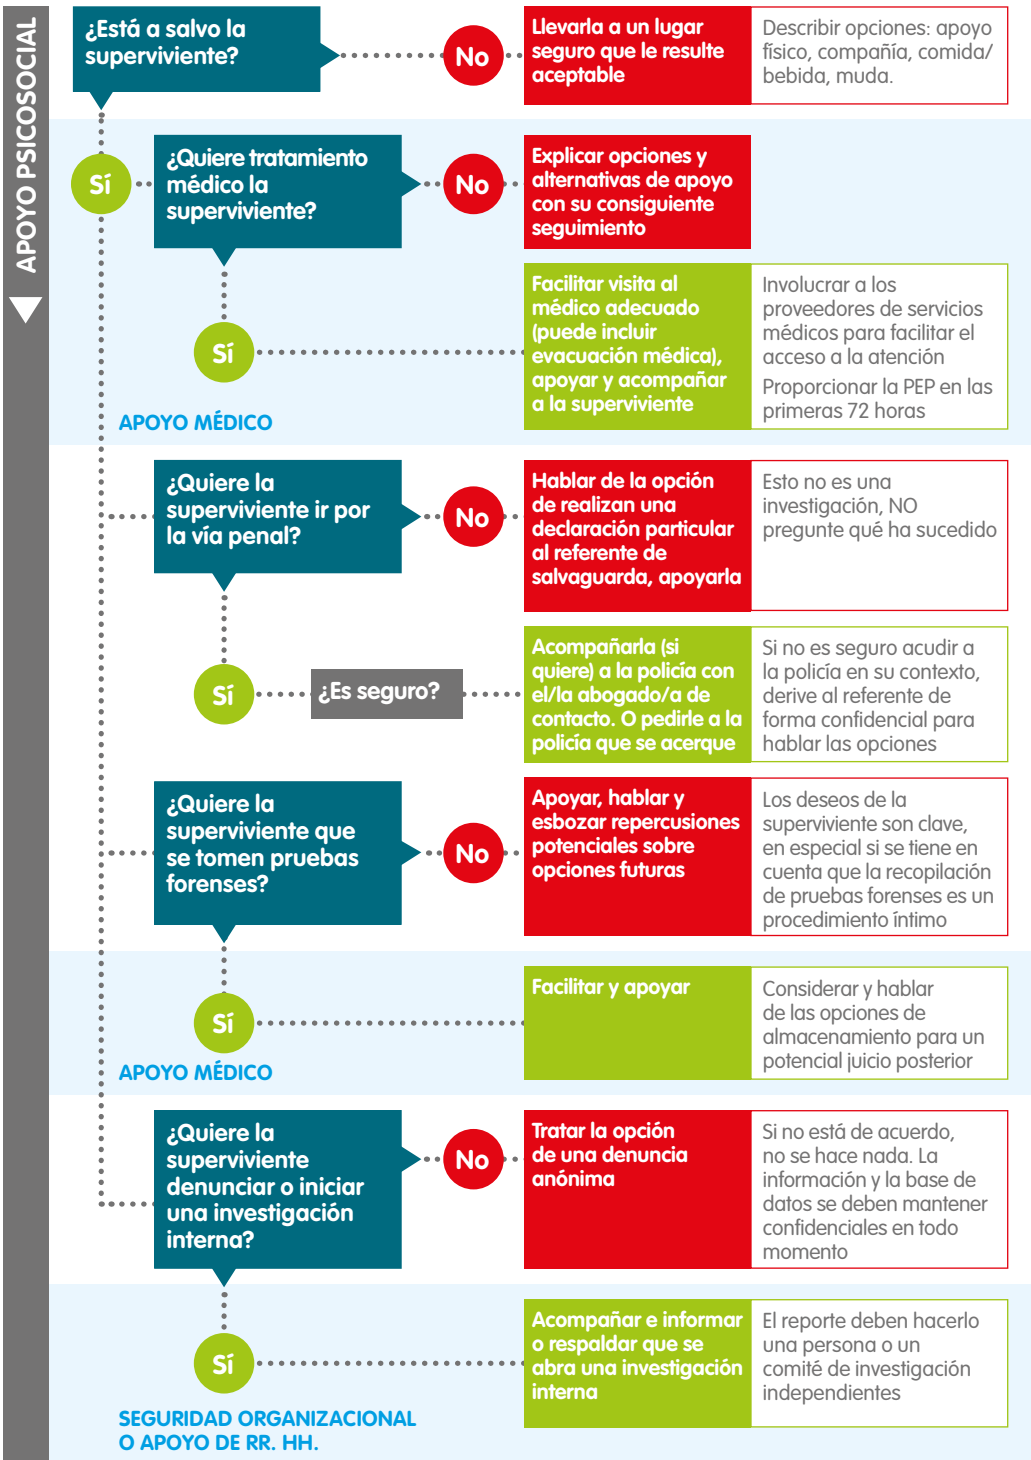 APOYO PSICOSOCIAL
¿Está a salvo la
superviviente?
No
Llevarla a un lugar
seguro que le resulte
aceptable
Describir opciones: apoyo
físico, compañía, comida/
bebida, muda.
Sí
¿Quiere tratamiento
médico la
superviviente?
No
Explicar opciones y
alternativas de apoyo
con su consiguiente
seguimiento
Sí
Facilitar visita al
médico adecuado
(puede incluir
evacuación médica),
apoyar y acompañar
a la superviviente
Involucrar a los
proveedores de servicios
médicos para facilitar el
acceso a la atención
Proporcionar la PEP en las
primeras 72 horas
APOYO MÉDICO
¿Quiere la
superviviente ir por
la vía penal?
No
Hablar de la opción
de realizan una
declaración particular
al referente de
salvaguarda, apoyarla
Esto no es una
investigación, NO
pregunte qué ha sucedido
Sí
¿Es seguro?
Acompañarla (si
quiere) a la policía con
el/la abogado/a de
contacto. O pedirle a la
policía que se acerque
Si no es seguro acudir a
la policía en su contexto,
derive al referente de
forma confidencial para
hablar las opciones
¿Quiere la
superviviente que
se tomen pruebas
forenses?
No
Apoyar, hablar y
esbozar repercusiones
potenciales sobre
opciones futuras
Los deseos de la
superviviente son clave,
en especial si se tiene en
cuenta que la recopilación
de pruebas forenses es un
procedimiento íntimo
Sí
Facilitar y apoyar
Considerar y hablar
de las opciones de
almacenamiento para un
potencial juicio posterior
APOYO MÉDICO
¿Quiere la
superviviente
denunciar o iniciar
una investigación
interna?
No
Tratar la opción
de una denuncia
anónima
Si no está de acuerdo,
no se hace nada. La
información y la base de
datos se deben mantener
confidenciales en todo
momento
Sí
Acompañar e informar
o respaldar que se
abra una investigación
interna
El reporte deben hacerlo
una persona o un
comité de investigación
independientes
SEGURIDAD ORGANIZACIONAL
O APOYO DE RR. HH.